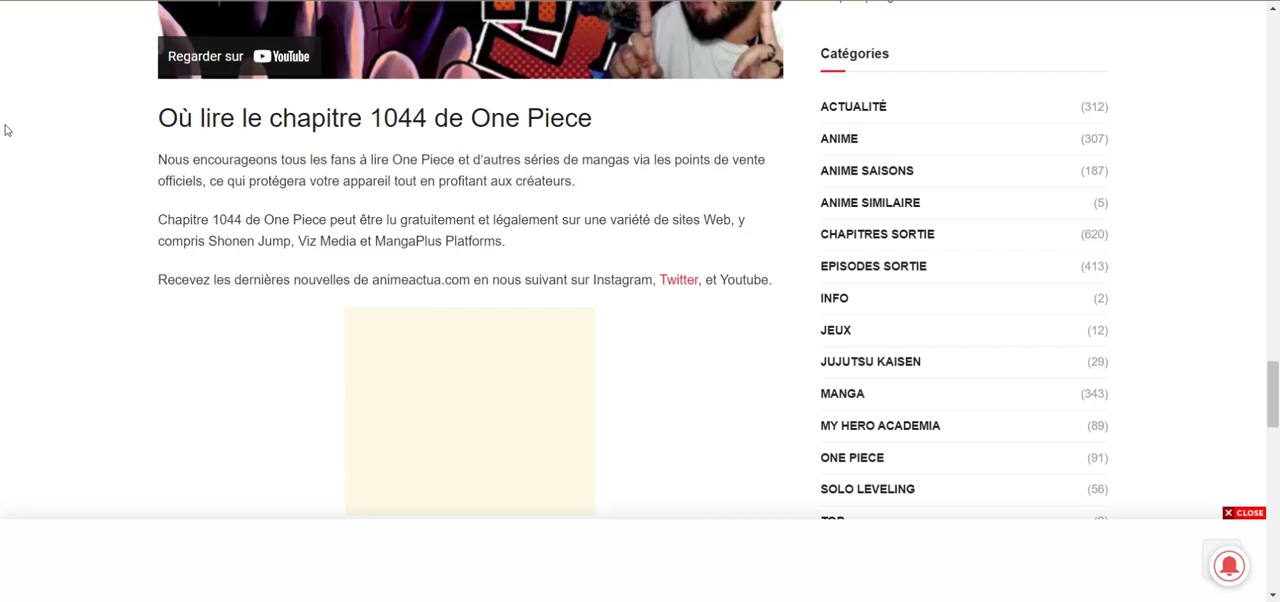 Regarder sur YouTube
Où lire le chapitre 1044 de One Piece
Nous encourageons tous les fans à lire One Piece et d'autres séries de mangas via les points de vente
officiels, ce qui protégera votre appareil tout en profitant aux créateurs.
Chapitre 1044 de One Piece peut être lu gratuitement et légalement sur une variété de sites Web, y
compris Shonen Jump, Viz Media et MangaPlus Platforms.
Recevez les dernières nouvelles de animeactua.com en nous suivant sur Instagram, Twitter, et Youtube.
Catégories
ACTUALITÉ (312)
ANIME (307)
ANIME SAISONS (187)
ANIME SIMILAIRE (5)
CHAPITRES SORTIE (620)
EPISODES SORTIE (413)
INFO (2)
JEUX (12)
JUJUTSU KAISEN (29)
MANGA (343)
MY HERO ACADEMIA (89)
ONE PIECE (91)
SOLO LEVELING (56)
CLOSE